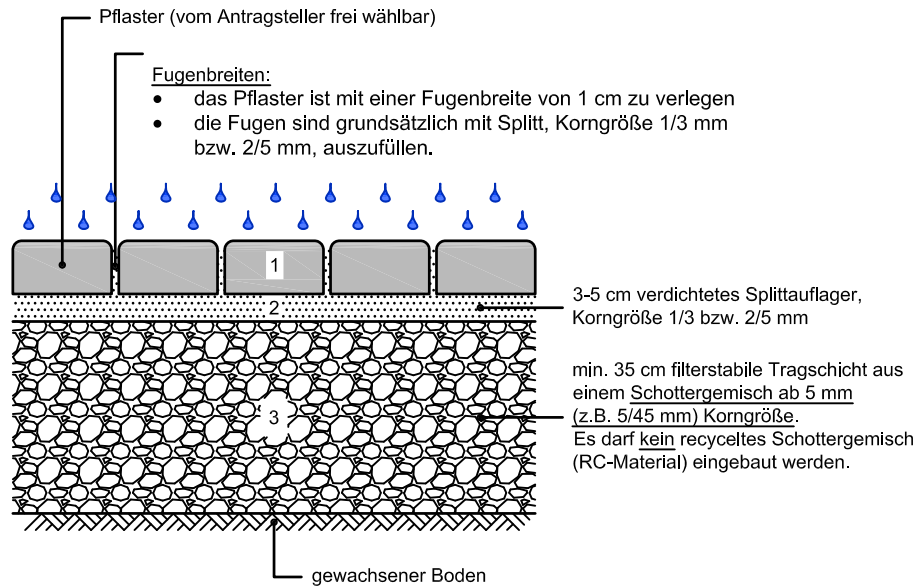 Pflaster (vom Antragsteller frei wählbar)
Fugenbreiten:
• das Pflaster ist mit einer Fugenbreite von 1 cm zu verlegen
• die Fugen sind grundsätzlich mit Splitt, Korngröße 1/3 mm
bzw. 2/5 mm, auszufüllen.
1
2
3-5 cm verdichtetes Splittauflager,
Korngröße 1/3 bzw. 2/5 mm
3
min. 35 cm filterstabile Tragschicht aus
einem Schottergemisch ab 5 mm
(z.B. 5/45 mm) Korngröße.
Es darf kein recyceltes Schottergemisch
(RC-Material) eingebaut werden.
gewachsener Boden